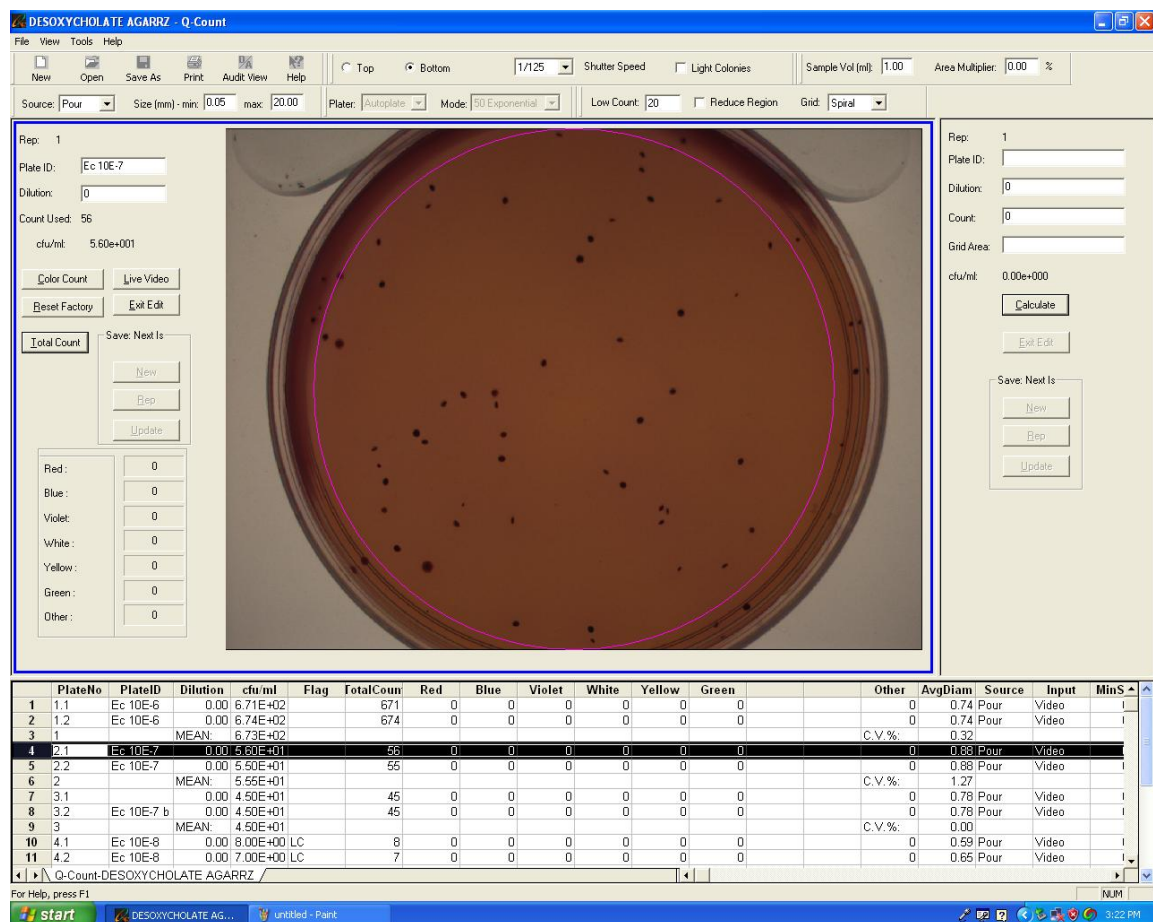 DESOXYCHOLATE AGARRZ - Q-Count
File View Tools Help
New Open Save As Print Audit View Help Top Bottom 1/125 Shutter Speed Light Colonies Sample Vol (ml): 1.00 Area Multiplier: 0.00 %
Source: Pour Size (mm) - min: 0.05 max: 20.00 Plater: Autoplate Mode: 50 Exponential Low Count: 20 Reduce Region Grid: Spiral
Rep: 1
Plate ID: Ec 10E-7
Dilution: 0
Count Used: 56
cfu/ml: 5.60e+001
Color Count Live Video
Reset Factory Exit Edit
Total Count Save: Next Is
New
Rep
Update
Red : 0
Blue : 0
Violet: 0
White : 0
Yellow : 0
Green : 0
Other : 0
Rep: 1
Plate ID:
Dilution: 0
Count: 0
Grid Area:
cfu/ml: 0.00e+000
Calculate
Exit Edit
Save: Next Is
New
Rep
Update
PlateNo PlateID Dilution cfu/ml Flag TotalCoun Red Blue Violet White Yellow Green Other AvgDiam Source Input MinS
1 1.1 Ec 10E-6 0.00 6.71E+02 671 0 0 0 0 0 0 0 0.74 Pour Video
2 1.2 Ec 10E-6 0.00 6.74E+02 674 0 0 0 0 0 0 0 0.74 Pour Video
3 1 MEAN: 6.73E+02 C.V.%: 0.32
4 2.1 Ec 10E-7 0.00 5.60E+01 56 0 0 0 0 0 0 0 0.88 Pour Video
5 2.2 Ec 10E-7 0.00 5.50E+01 55 0 0 0 0 0 0 0 0.88 Pour Video
6 2 MEAN: 5.55E+01 C.V.%: 1.27
7 3.1 0.00 4.50E+01 45 0 0 0 0 0 0 0 0.78 Pour Video
8 3.2 Ec 10E-7 b 0.00 4.50E+01 45 0 0 0 0 0 0 0 0.78 Pour Video
9 3 MEAN: 4.50E+01 C.V.%: 0.00
10 4.1 Ec 10E-8 0.00 8.00E+00 LC 8 0 0 0 0 0 0 0 0.59 Pour Video
11 4.2 Ec 10E-8 0.00 7.00E+00 LC 7 0 0 0 0 0 0 0 0.65 Pour Video
Q-Count-DESOXYCHOLATE AGARRZ
For Help, press F1 NUM
start DESOXYCHOLATE AG... untitled - Paint 3:22 PM